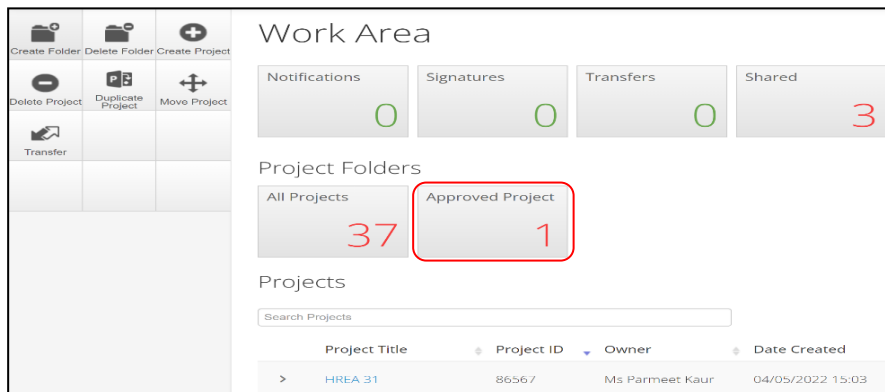 Create Folder Delete Folder Create Project
Delete Project Duplicate Project Move Project
Transfer
Work Area
Notifications Signatures Transfers Shared
0 0 0 3
Project Folders
All Projects Approved Project
37 1
Projects
Search Projects
Project Title Project ID Owner Date Created
> HREA 31 86567 Ms Parmeet Kaur 04/05/2022 15:03